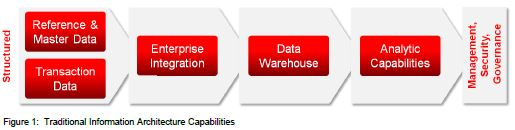 Structured
Reference &
Master Data
Transaction
Data
Enterprise
Integration
Data
Warehouse
Analytic
Capabilities
Management,
Security,
Governance
Figure 1:  Traditional Information Architecture Capabilities